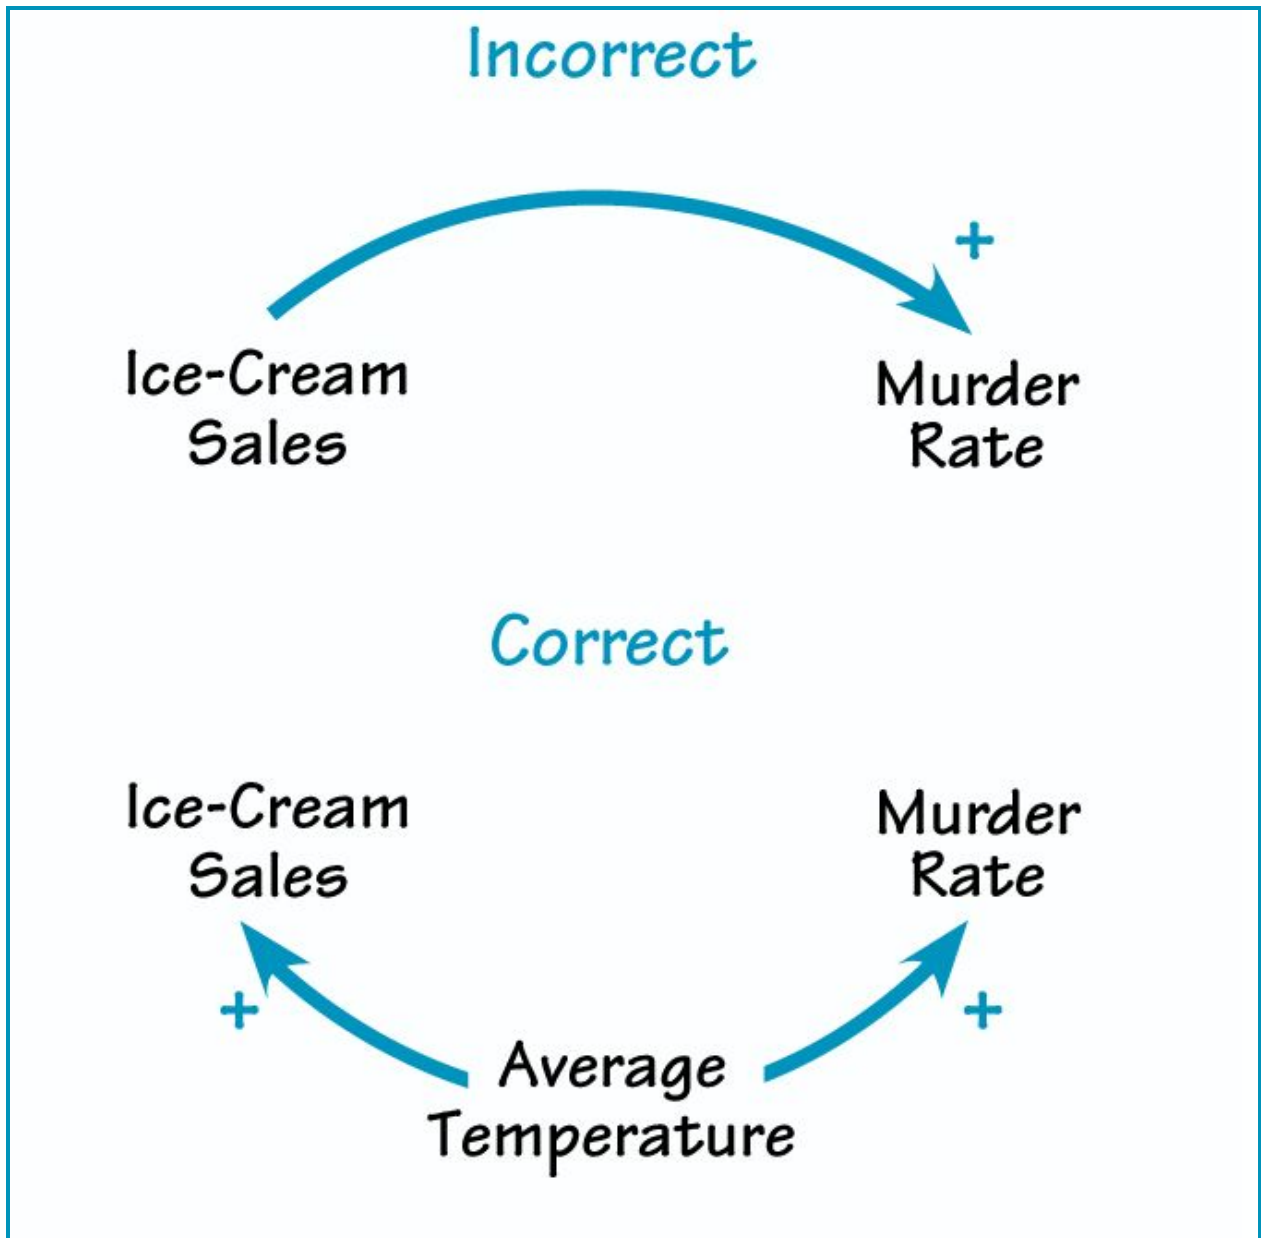 Incorrect
+
Ice-Cream
Sales
Murder
Rate
Correct
Ice-Cream
Sales
Murder
Rate
+
+
Average
Temperature